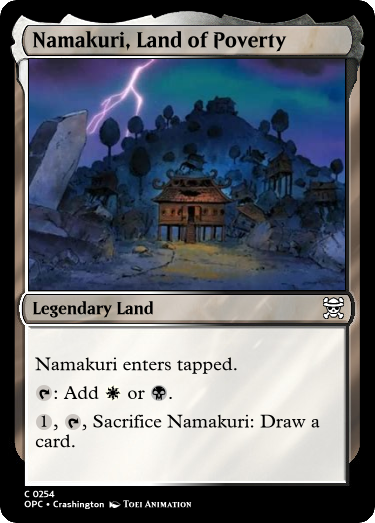 Namakuri, Land of Poverty
Legendary Land
Namakuri enters tapped.
: Add or .
1, , Sacrifice Namakuri: Draw a
card.
C 0254
OPC • Crashington Toei Animation